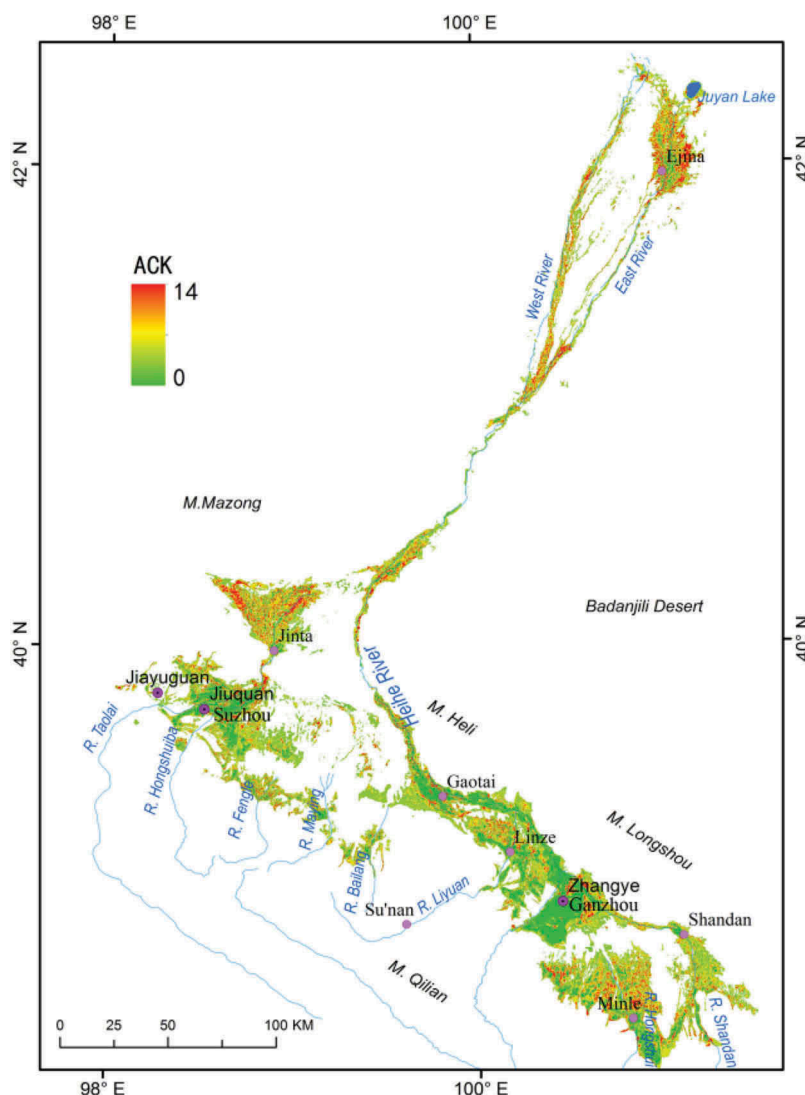 98° E
100° E
Juyan Lake
42° N
42° N
Ejina
ACK
14
0
West River
East River
M.Mazong
Badanjili Desert
40° N
40° N
Jinta
Jiayuguan
Jiuquan
Suzhou
Heihe River
M. Heli
R. Taolai
R. Hongshuiba
R. Fengle
R. Maying
R. Bailang
Gaotai
Linze
M. Longshou
Zhangye
Ganzhou
Su'nan
R. Liyuan
Shandan
M. Qilian
Minle
R. Hongshui
R. Shandan
0 25 50 100 KM
98° E
100° E